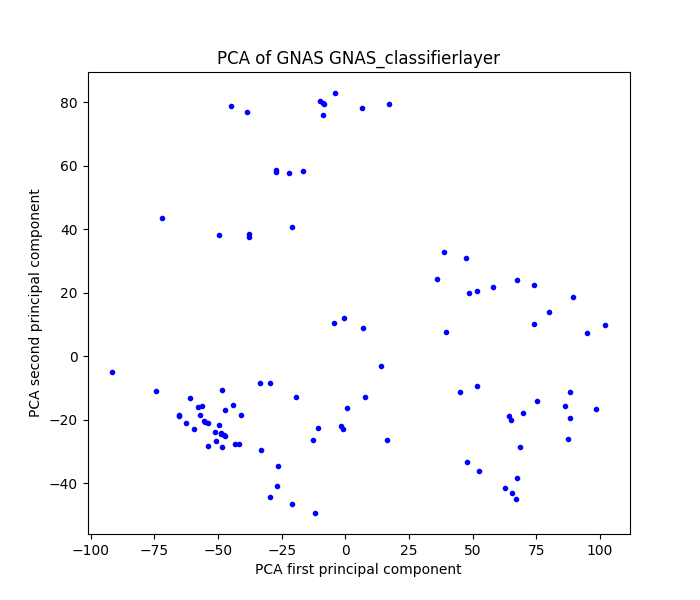 PCA of GNAS GNAS_classifierlayer
80
60
40
20
0
−20
−40
PCA second principal component
−100 −75 −50 −25 0 25 50 75 100
PCA first principal component